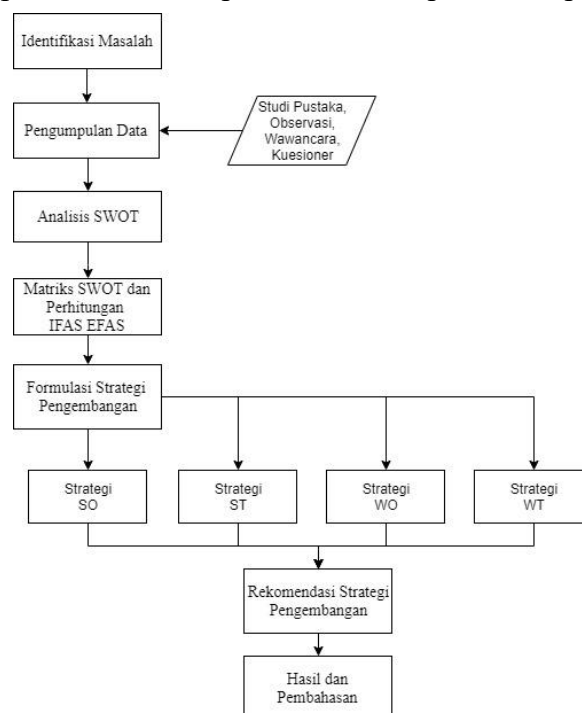 Identifikasi Masalah
Pengumpulan Data
Studi Pustaka,
Observasi,
Wawancara,
Kuesioner
Analisis SWOT
Matriks SWOT dan
Perhitungan
IFAS EFAS
Formulasi Strategi
Pengembangan
Strategi
SO
Strategi
ST
Strategi
WO
Strategi
WT
Rekomendasi Strategi
Pengembangan
Hasil dan
Pembahasan